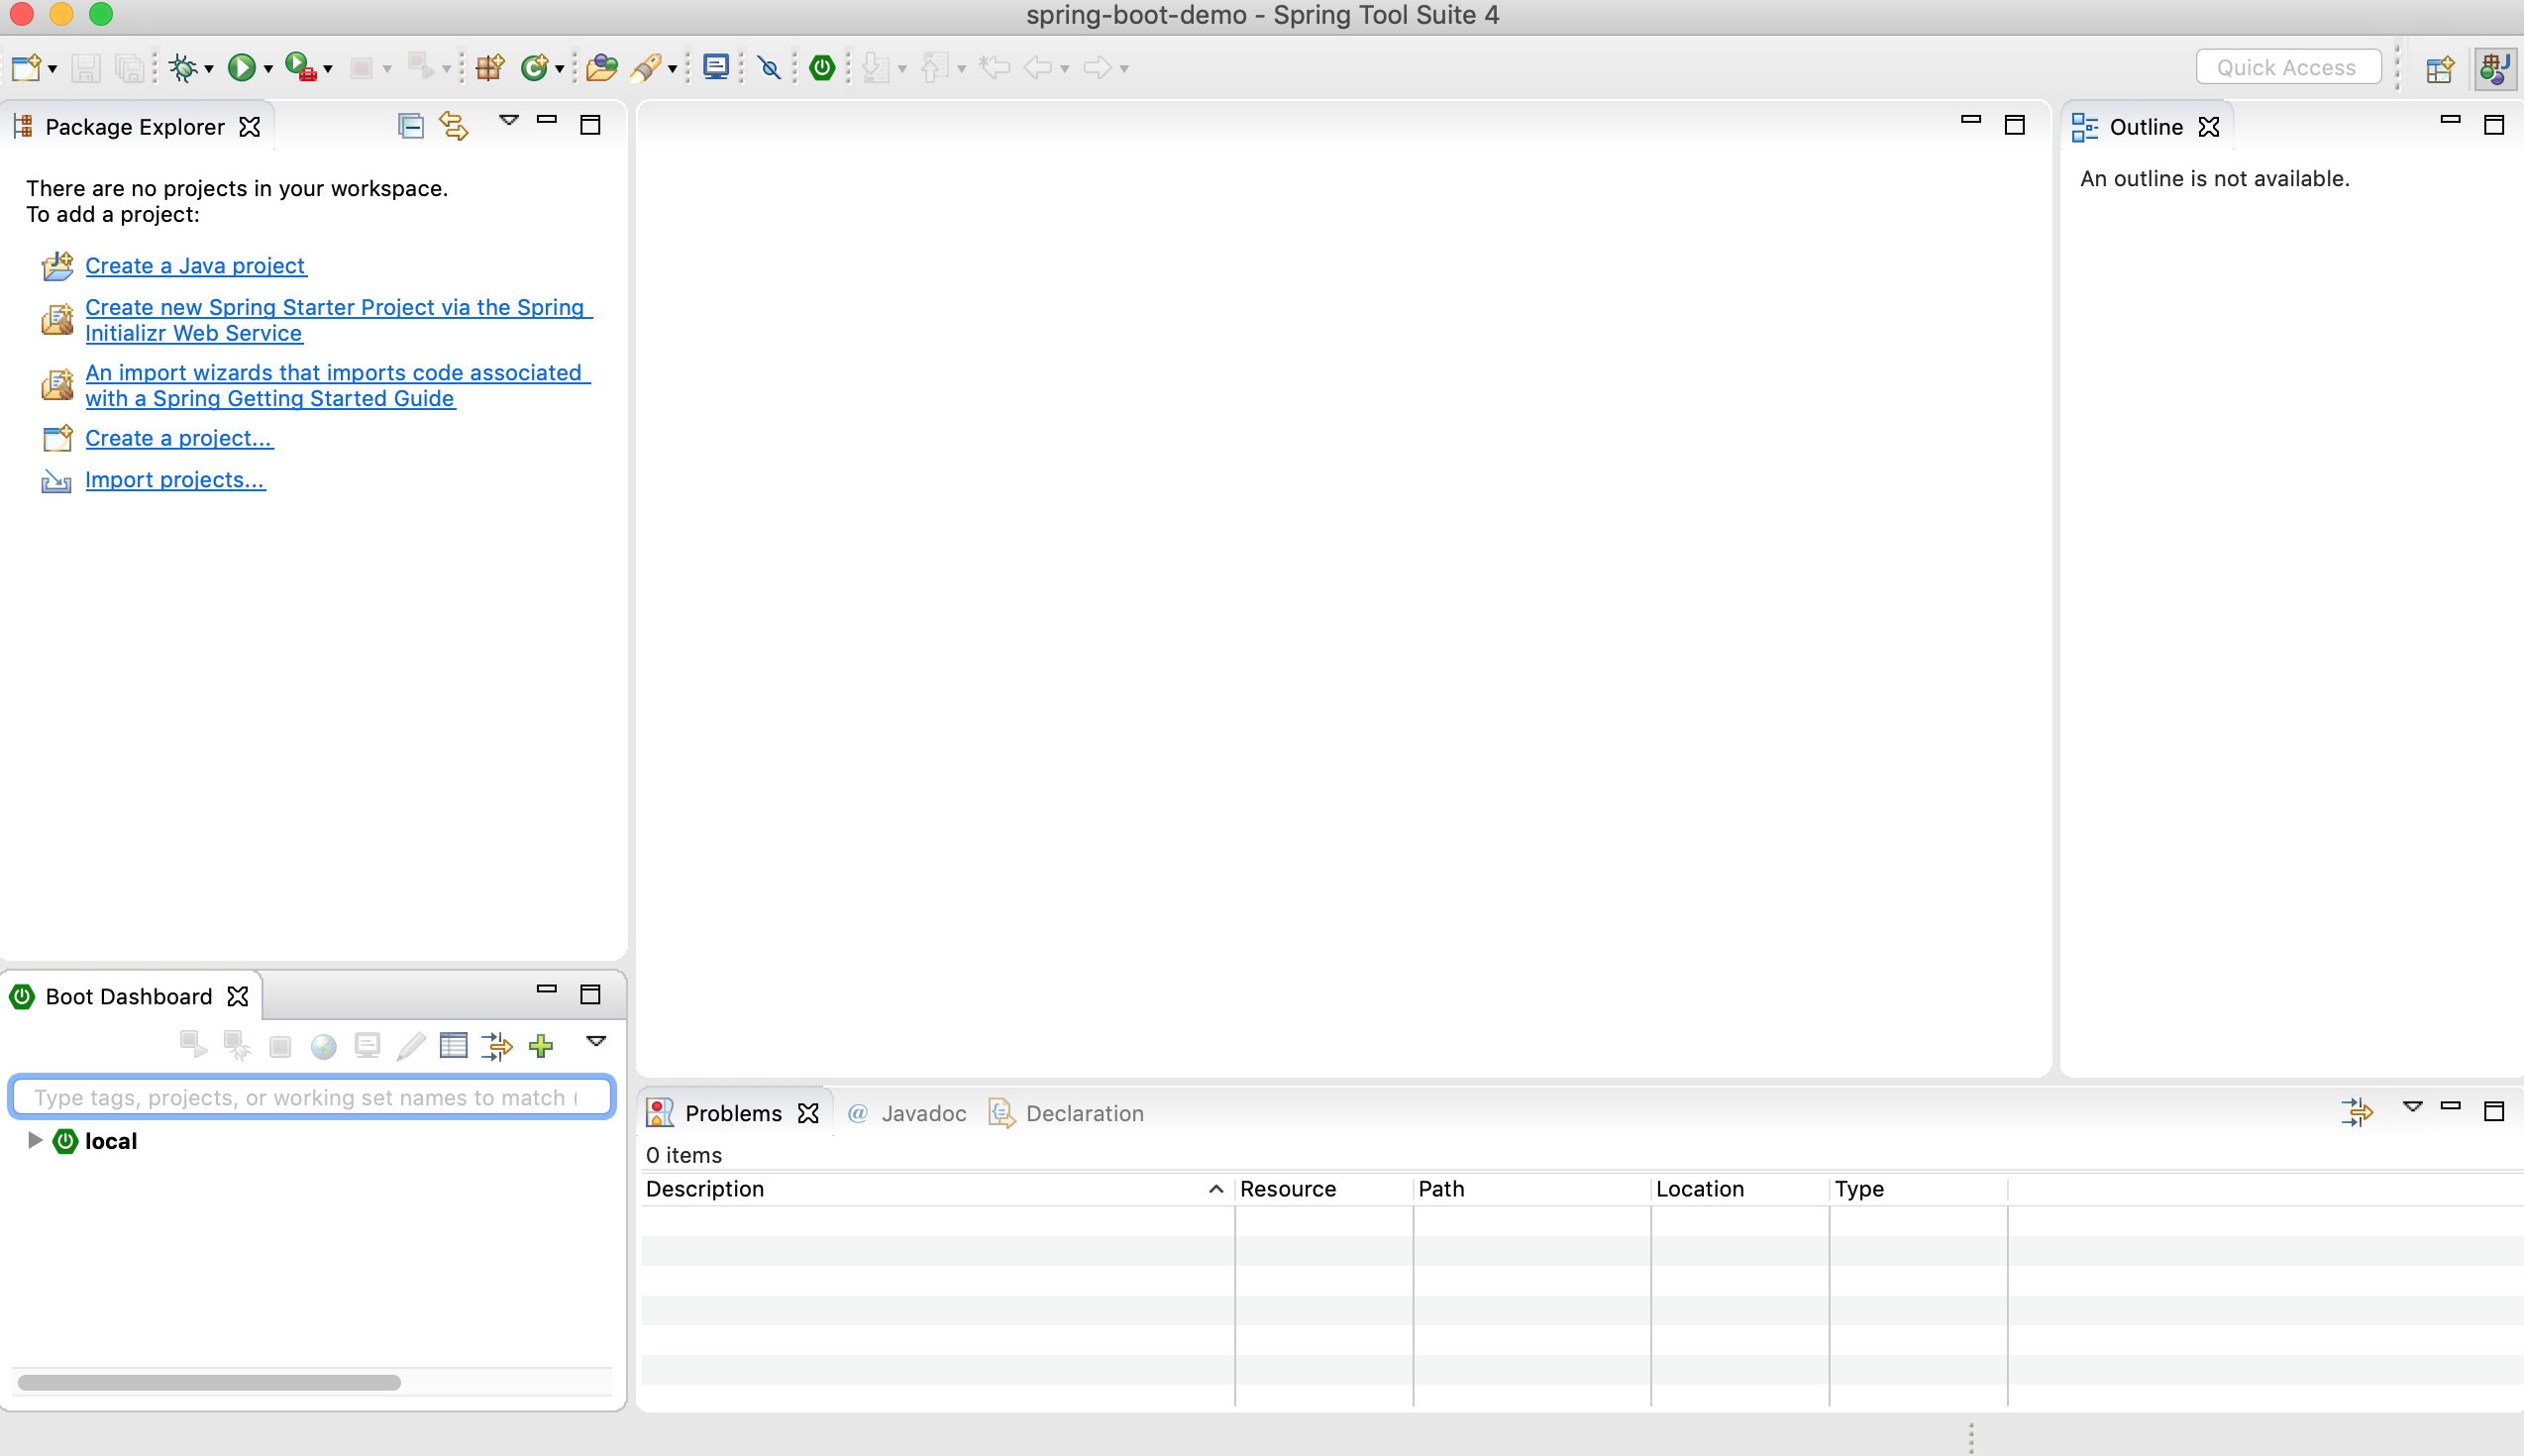 spring-boot-demo - Spring Tool Suite 4
Quick Access
Package Explorer
There are no projects in your workspace.
To add a project:
Create a Java project
Create new Spring Starter Project via the Spring
Initializr Web Service
An import wizards that imports code associated
with a Spring Getting Started Guide
Create a project...
Import projects...
Outline
An outline is not available.
Boot Dashboard
Type tags, projects, or working set names to match (
local
Problems @ Javadoc Declaration
0 items
Description Resource Path Location Type